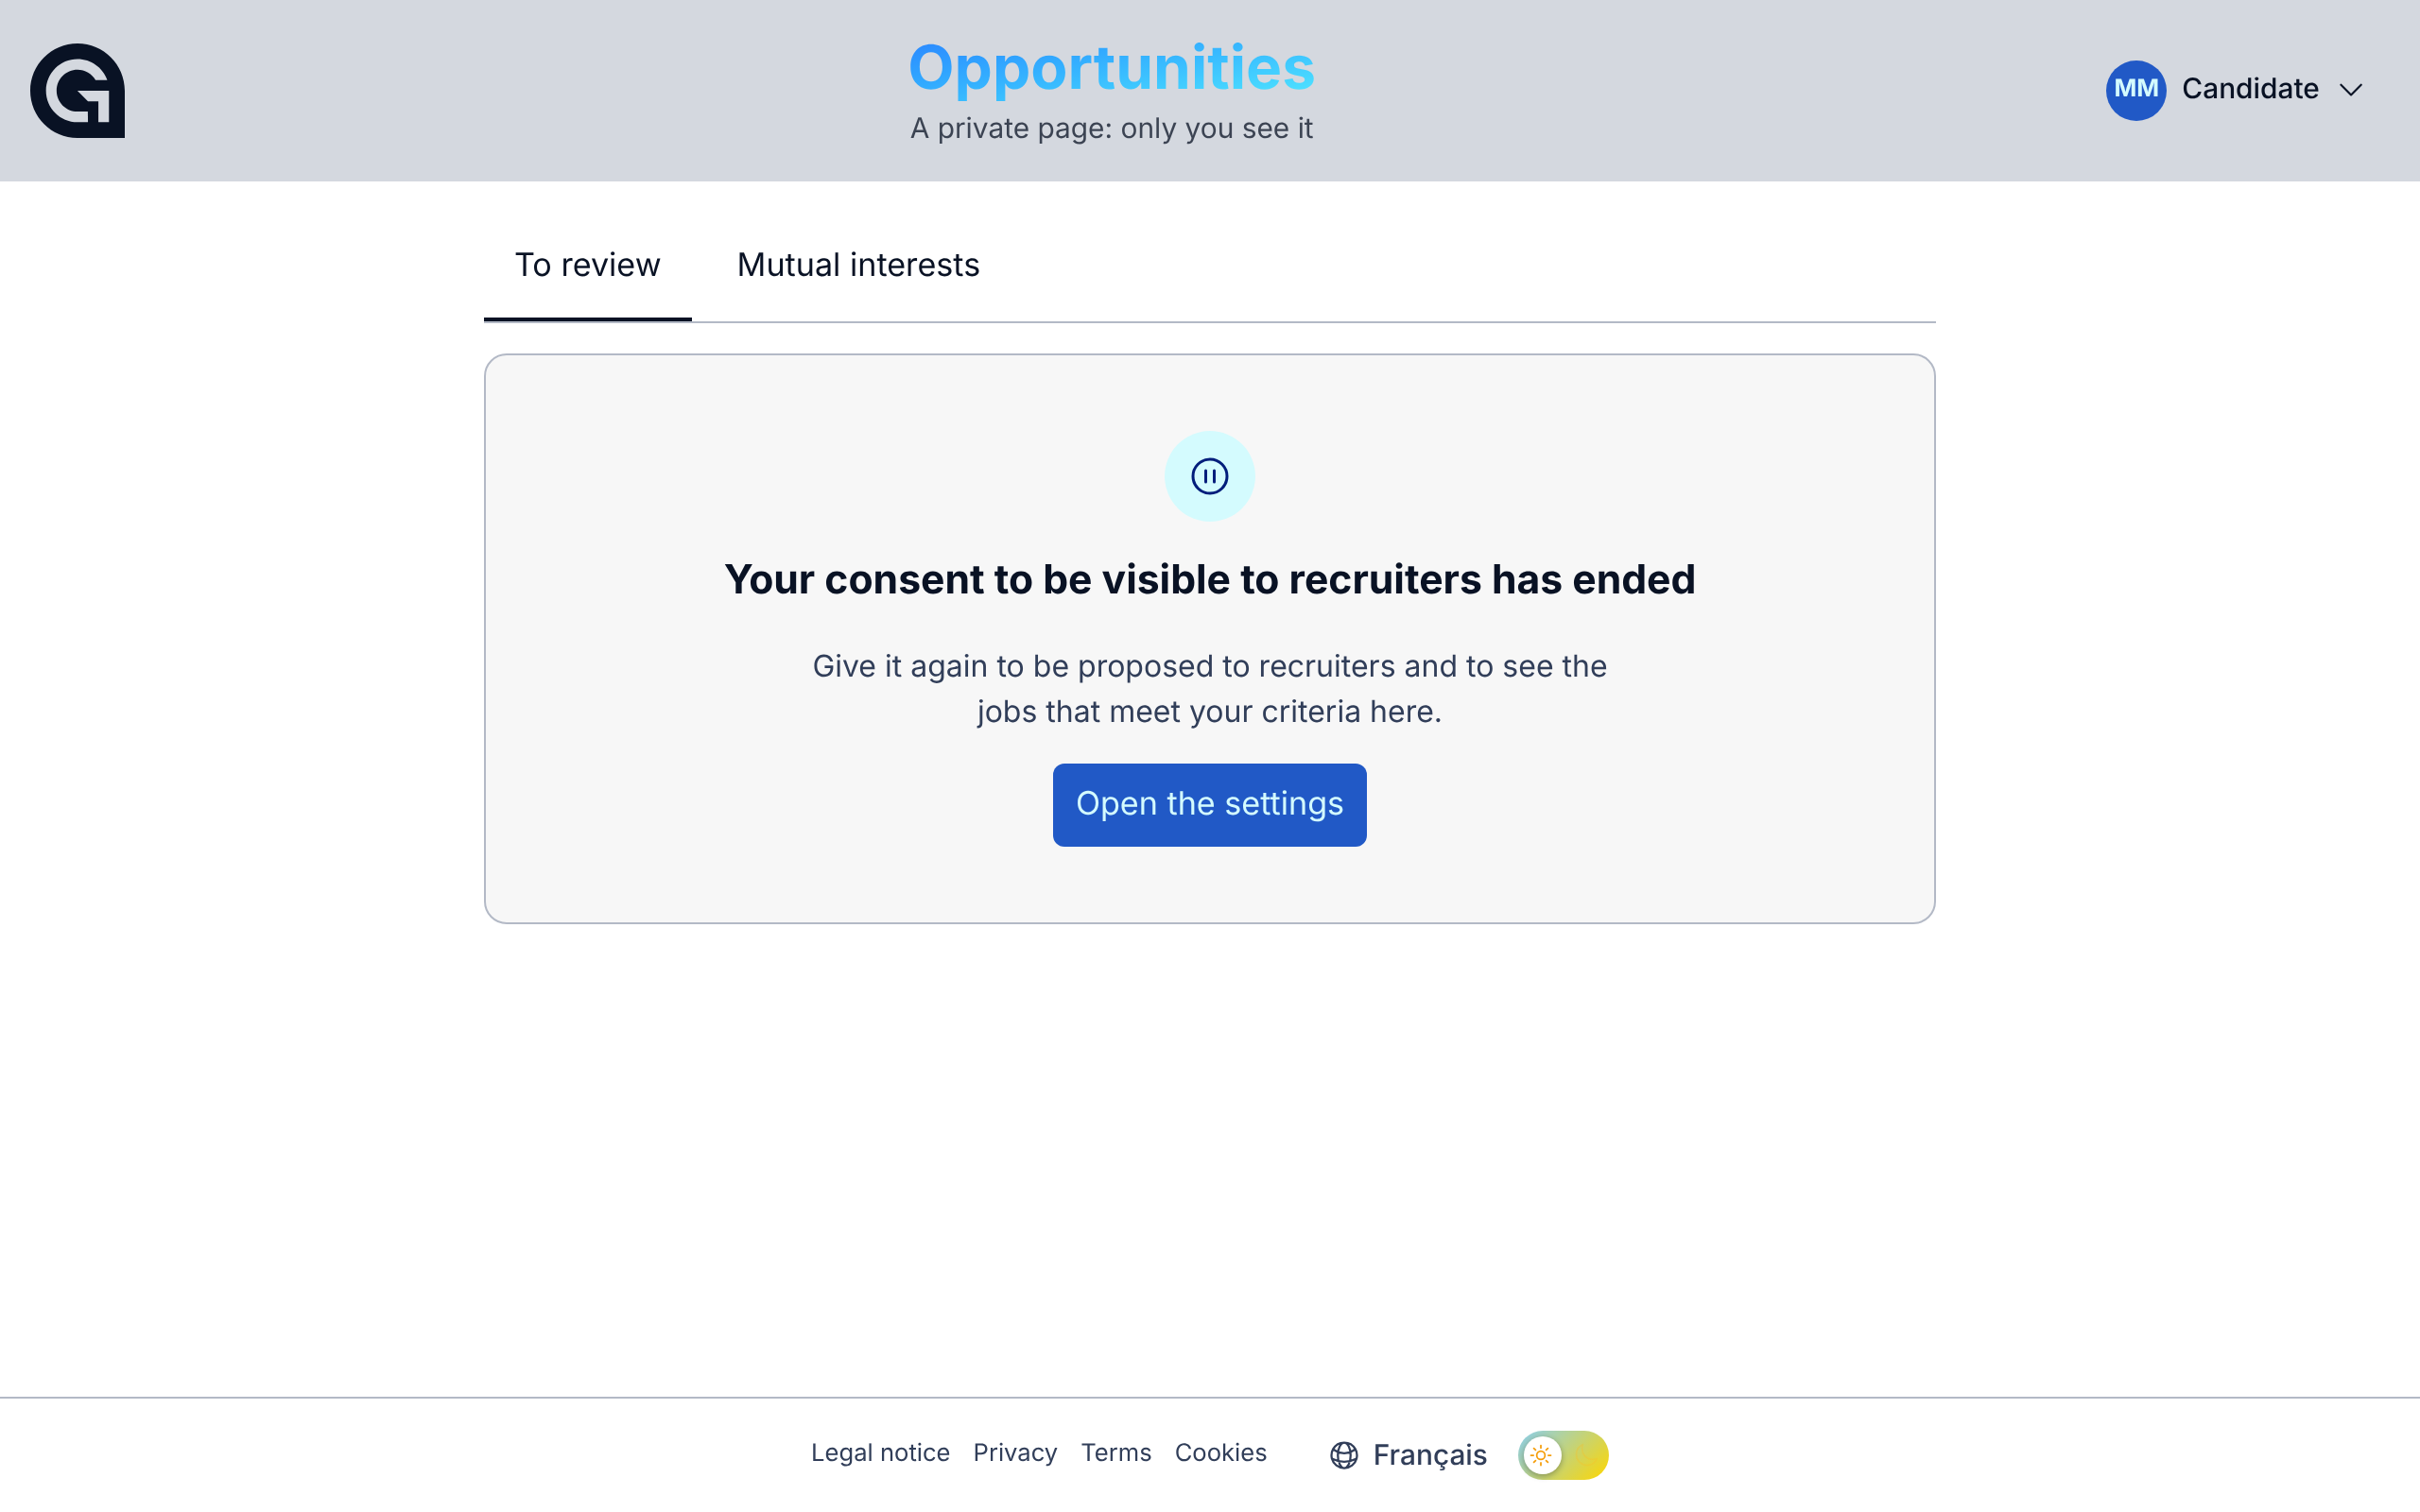 Opportunities
A private page: only you see it
MM
Candidate
To review
Mutual interests
Your consent to be visible to recruiters has ended
Give it again to be proposed to recruiters and to see the
jobs that meet your criteria here.
Open the settings
Legal notice
Privacy
Terms
Cookies
Français